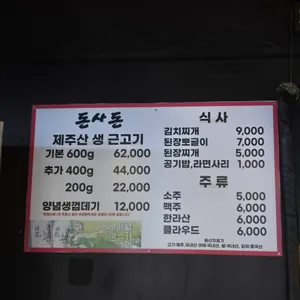 돈사돈
제주산 생 근고기
기본 600g 62,000
추가 400g 44,000
200g 22,000
양념생껍데기 12,000
식사
김치찌개 9,000
된장뽀글이 7,000
된장찌개 5,000
공기밥,라면사리 1,000
주류
소주 5,000
맥주 6,000
한라산 6,000
클라우드 6,000